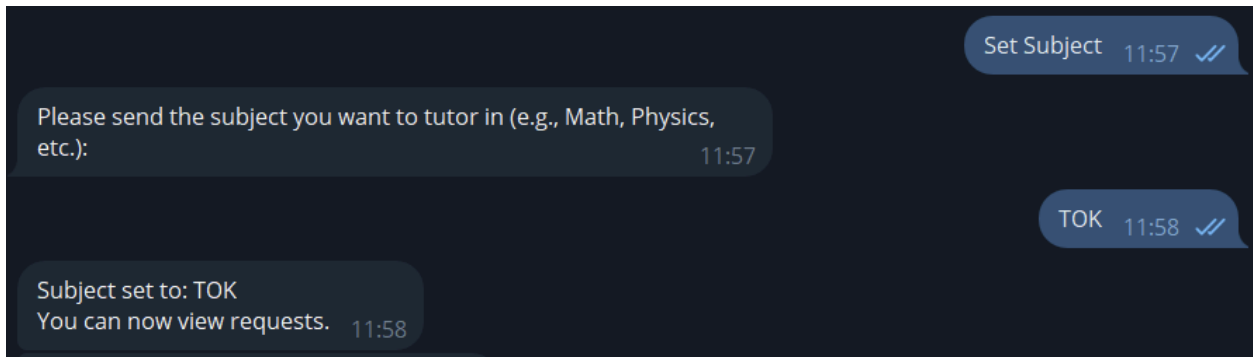 Set Subject 11:57
Please send the subject you want to tutor in (e.g., Math, Physics,
etc.):
11:57
TOK 11:58
Subject set to: TOK
You can now view requests. 11:58